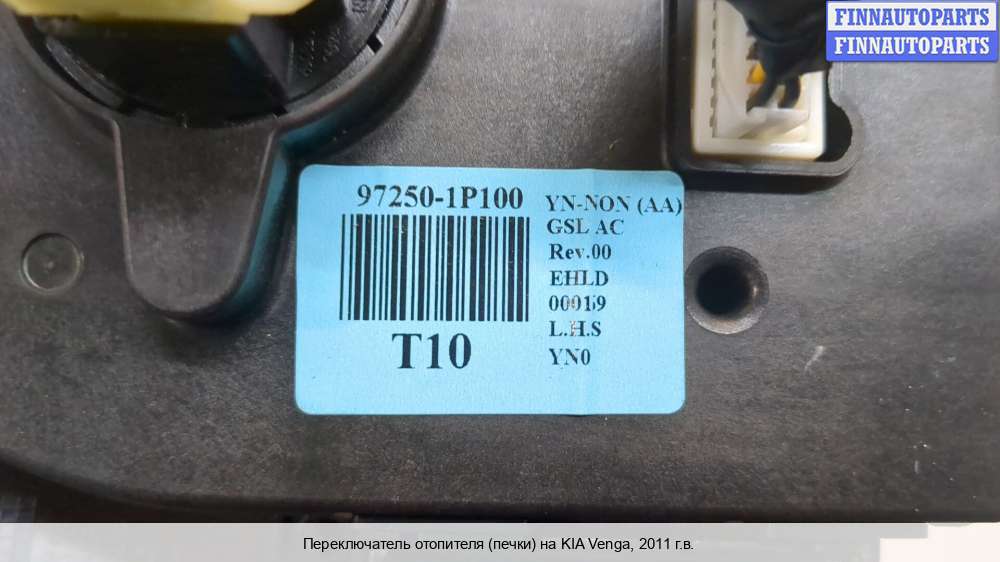 FINNAUTOPARTS
FINNAUTOPARTS
97250-1P100
T10
YN-NON (AA)
GSL AC
Rev.00
EHLD
00019
L.H.S
YN0
Переключатель отопителя (печки) на KIA Venga, 2011 г.в.